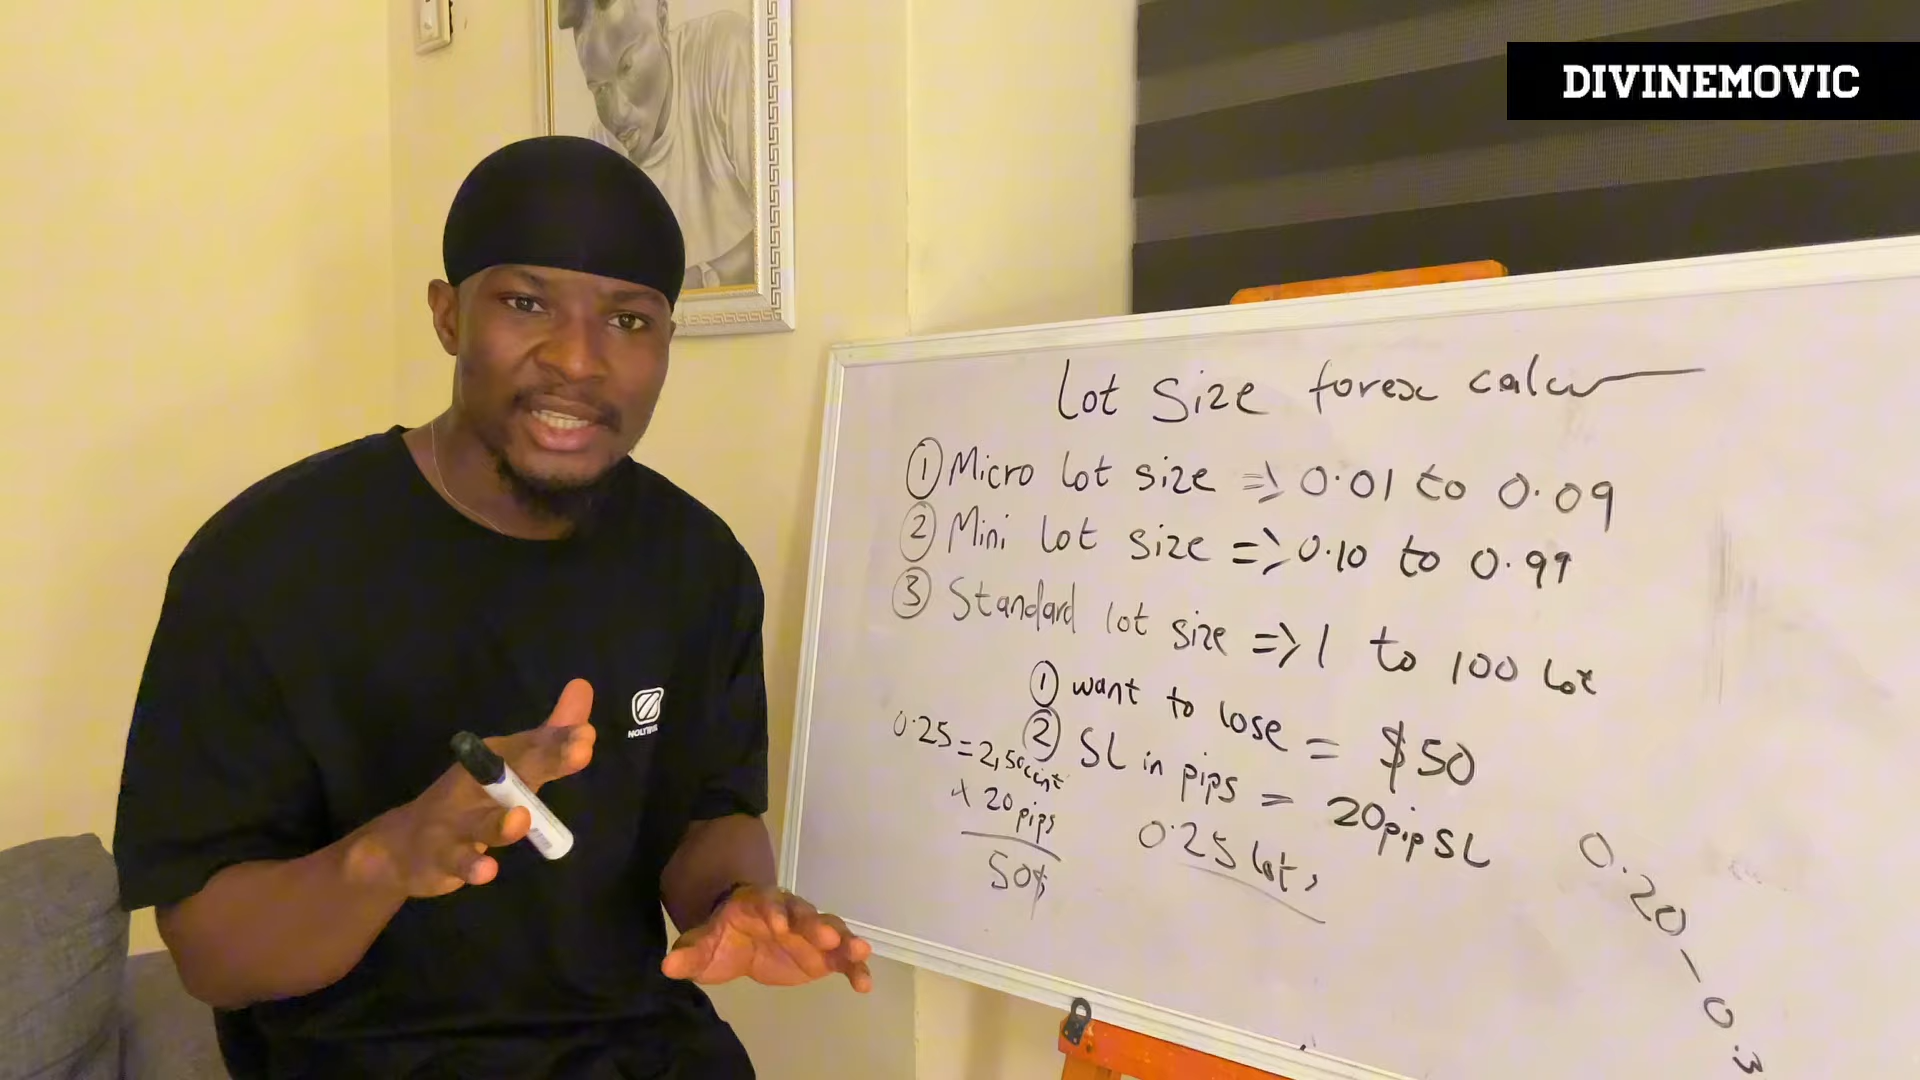 DIVINEMOVIC
Lot Size forex calcu
① Micro lot size => 0.01 to 0.09
② Mini lot size => 0.10 to 0.99
③ Standard lot size => 1 to 100 Lot
① want to lose = $50
② SL in pips = 20pip SL
0.25 = 2,50cent
x 20pips
50$
0.25 lot,
0.20 - 0.3